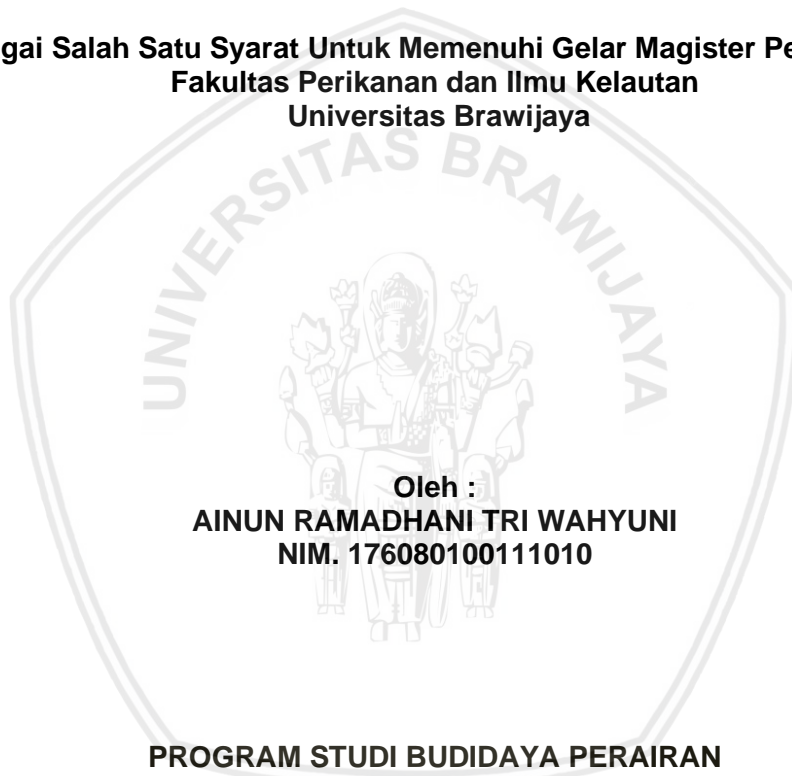 gai Salah Satu Syarat Untuk Memenuhi Gelar Magister Pe
Fakultas Perikanan dan Ilmu Kelautan
Universitas Brawijaya
UNIVERSITAS BRAWIJAYA
Oleh :
AINUN RAMADHANI TRI WAHYUNI
NIM. 176080100111010
PROGRAM STUDI BUDIDAYA PERAIRAN